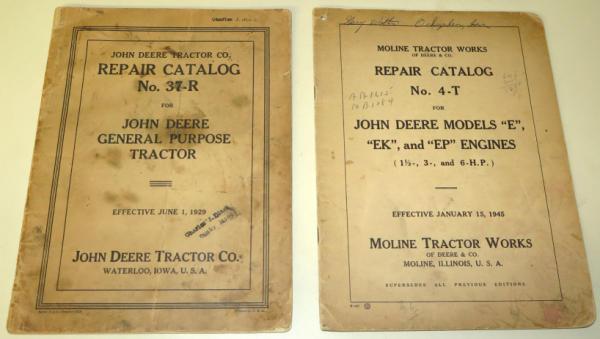 JOHN DEERE TRACTOR CO.
REPAIR CATALOG
No. 37-R
FOR
JOHN DEERE
GENERAL PURPOSE
TRACTOR
EFFECTIVE JUNE 1, 1929
JOHN DEERE TRACTOR CO.
WATERLOO, IOWA, U. S. A.
MOLINE TRACTOR WORKS
OF DEERE & CO.
REPAIR CATALOG
No. 4-T
FOR
JOHN DEERE MODELS "E",
"EK", and "EP" ENGINES
(1½-, 3-, and 6-H.P.)
EFFECTIVE JANUARY 15, 1945
MOLINE TRACTOR WORKS
OF DEERE & CO.
MOLINE, ILLINOIS, U. S. A.
SUPERSEDES ALL PREVIOUS EDITIONS